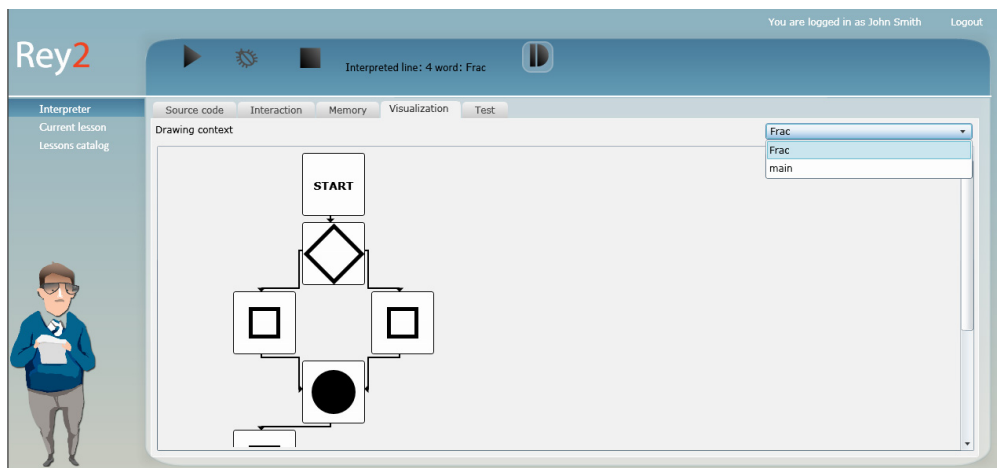 You are logged in as John Smith Logout
Rey2
Interpreted line: 4 word: Frac
Interpreter
Current lesson
Lessons catalog
Source code Interaction Memory Visualization Test
Drawing context
Frac
Frac
main
START